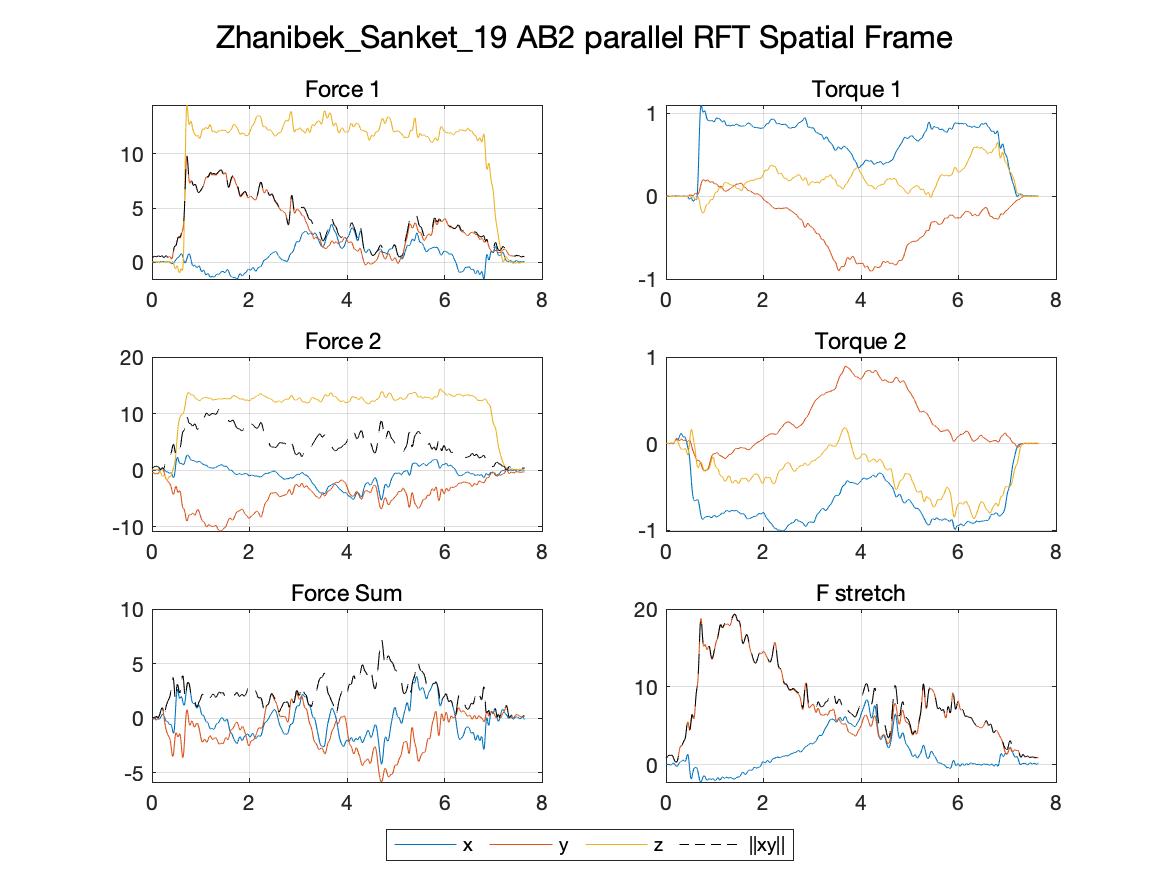 Zhanibek_Sanket_19 AB2 parallel RFT Spatial Frame
Force 1
10
5
0
0 2 4 6 8
Torque 1
1
0
-1
0 2 4 6 8
Force 2
20
10
0
-10
0 2 4 6 8
Torque 2
1
0
-1
0 2 4 6 8
Force Sum
10
5
0
-5
0 2 4 6 8
F stretch
20
10
0
0 2 4 6 8
x y z ||xy||